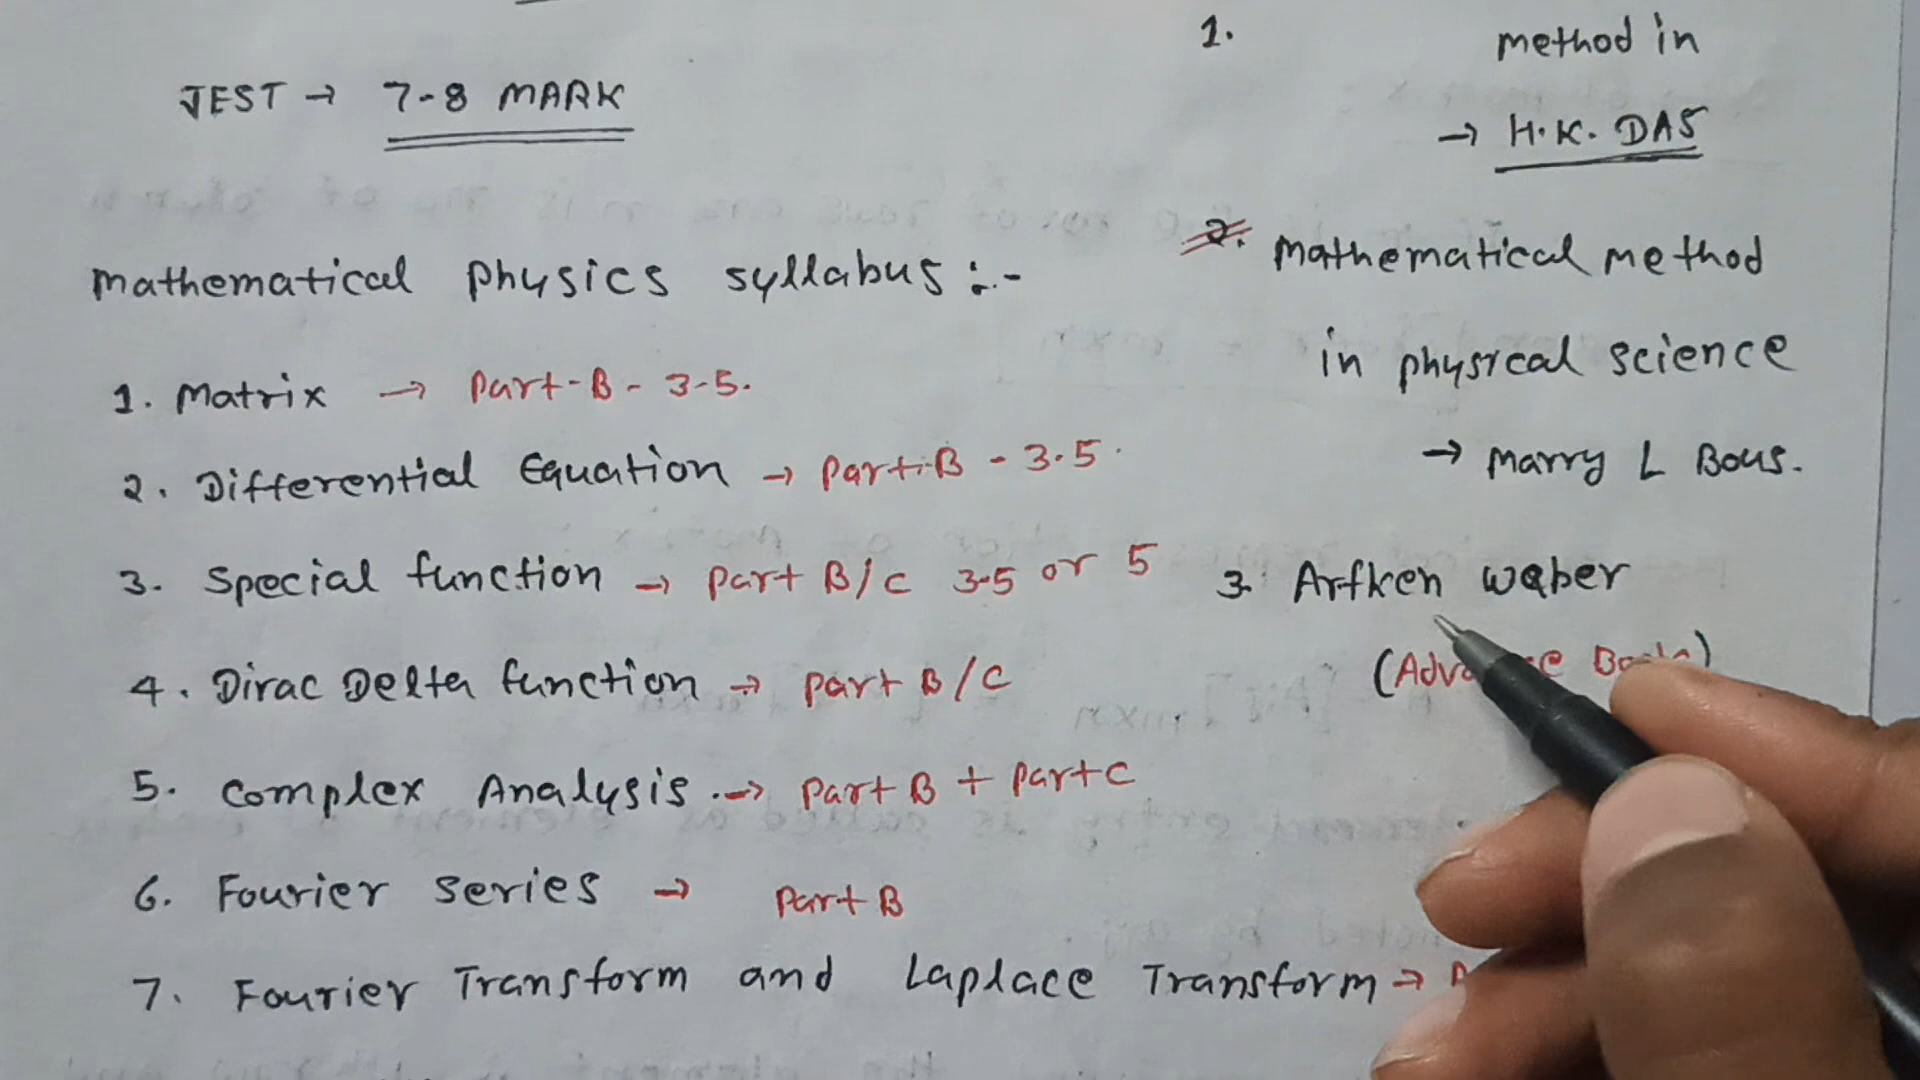 JEST → 7-8 MARK
Mathematical Physics syllabus :-
1. Matrix → Part-B - 3-5.
2. Differential Equation → Part-B - 3.5.
3. Special function → Part B/C 3.5 or 5
4. Dirac Delta function → Part B/C
5. Complex Analysis. → Part B + Part C
6. Fourier Series → Part B
7. Fourier Transform and Laplace Transform →
1. method in
→ H.K. DAS
2. Mathematical Method
in physical science
→ Marry L Bous.
3. Arfken Waber